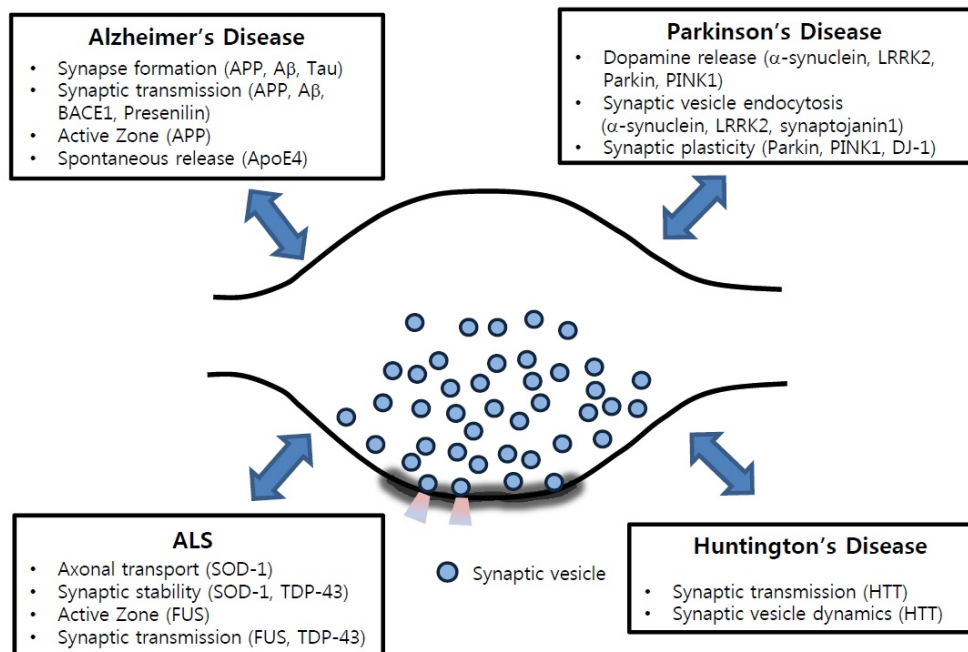 Alzheimer's Disease
• Synapse formation (APP, Aβ, Tau)
• Synaptic transmission (APP, Aβ,
BACE1, Presenilin)
• Active Zone (APP)
• Spontaneous release (ApoE4)
Parkinson's Disease
• Dopamine release (α-synuclein, LRRK2,
Parkin, PINK1)
• Synaptic vesicle endocytosis
(α-synuclein, LRRK2, synaptojanin1)
• Synaptic plasticity (Parkin, PINK1, DJ-1)
ALS
• Axonal transport (SOD-1)
• Synaptic stability (SOD-1, TDP-43)
• Active Zone (FUS)
• Synaptic transmission (FUS, TDP-43)
Synaptic vesicle
Huntington's Disease
• Synaptic transmission (HTT)
• Synaptic vesicle dynamics (HTT)